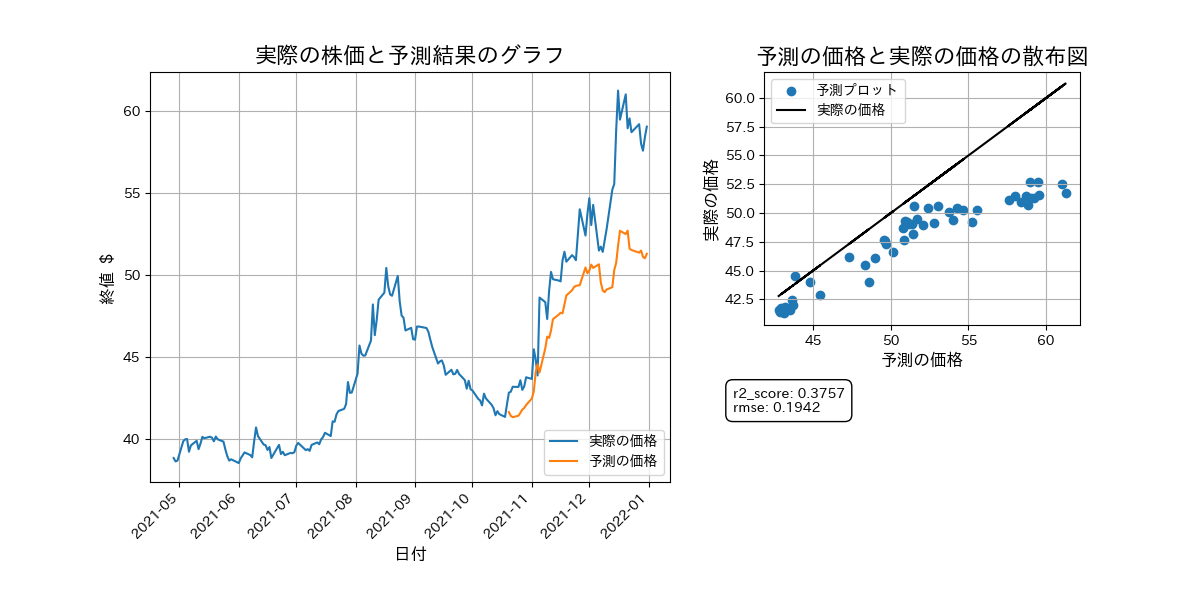 実際の株価と予測結果のグラフ
終値 $
60
55
50
45
40
2021-05
2021-06
2021-07
2021-08
2021-09
2021-10
2021-11
2021-12
2022-01
日付
実際の価格
予測の価格
予測の価格と実際の価格の散布図
実際の価格
60.0
57.5
55.0
52.5
50.0
47.5
45.0
42.5
予測プロット
実際の価格
45
50
55
60
予測の価格
r2_score: 0.3757
rmse: 0.1942